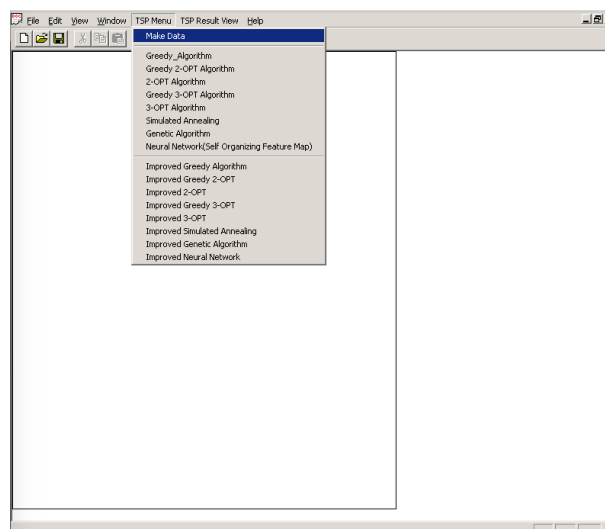 File Edit View Window TSP Menu TSP Result View Help
Make Data
Greedy_Algorithm
Greedy 2-OPT Algorithm
2-OPT Algorithm
Greedy 3-OPT Algorithm
3-OPT Algorithm
Simulated Annealing
Genetic Algorithm
Neural Network(Self Organizing Feature Map)
Improved Greedy Algorithm
Improved Greedy 2-OPT
Improved 2-OPT
Improved Greedy 3-OPT
Improved 3-OPT
Improved Simulated Annealing
Improved Genetic Algorithm
Improved Neural Network